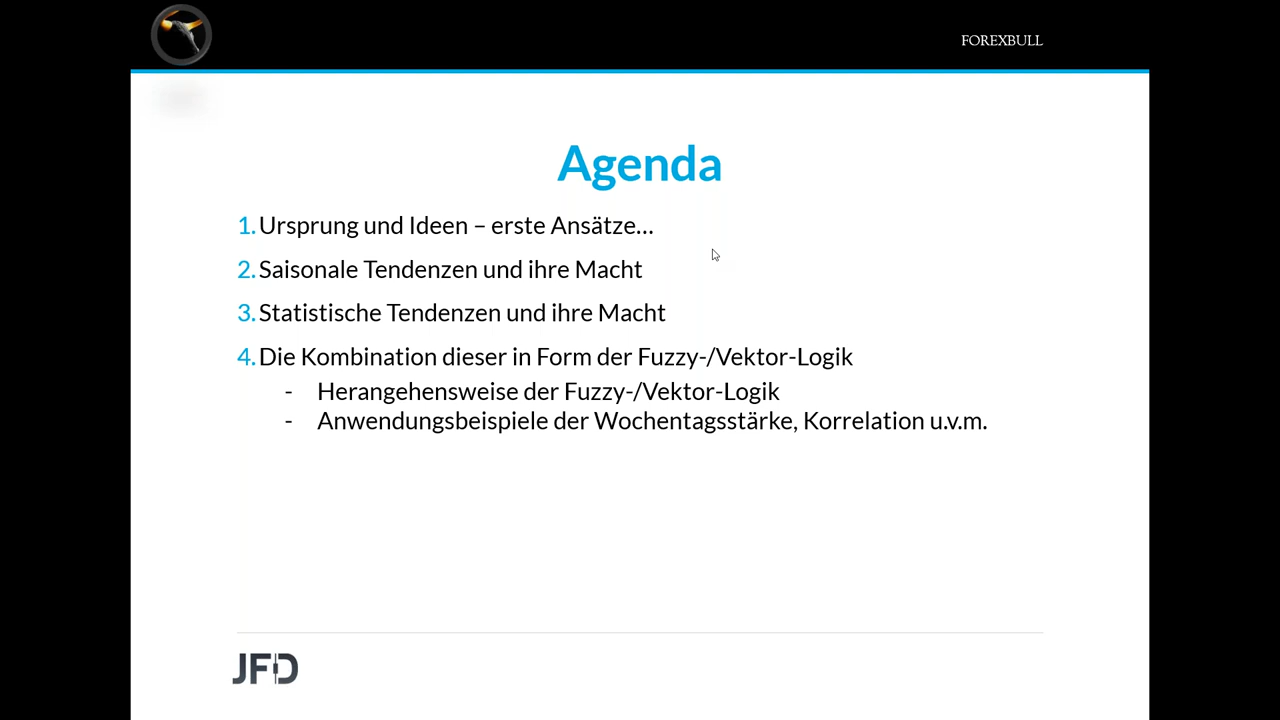 FOREXBULL
Agenda
1. Ursprung und Ideen – erste Ansätze...
2. Saisonale Tendenzen und ihre Macht
3. Statistische Tendenzen und ihre Macht
4. Die Kombination dieser in Form der Fuzzy-/Vektor-Logik
- Herangehensweise der Fuzzy-/Vektor-Logik
- Anwendungsbeispiele der Wochentagsstärke, Korrelation u.v.m.
JFD